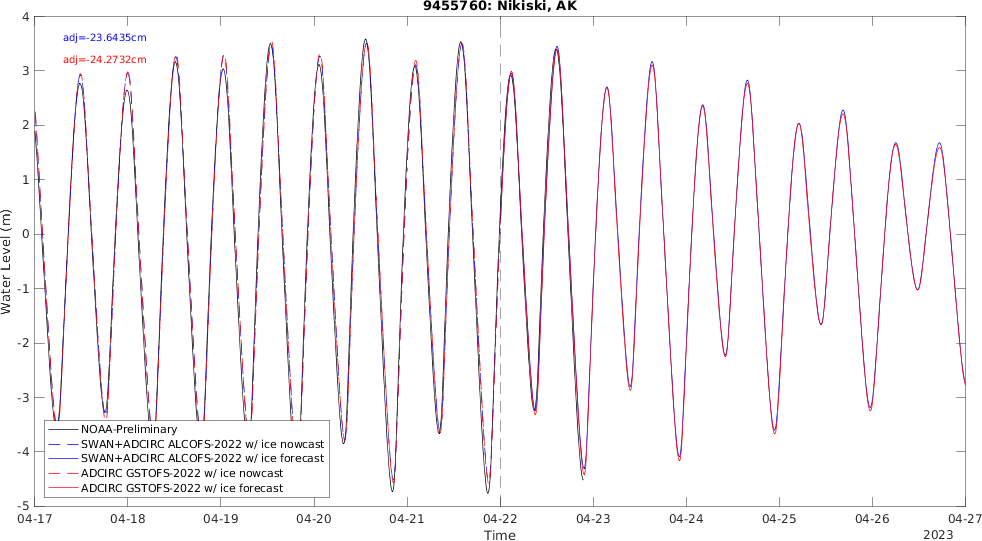 9455760: Nikiski, AK
adj=-23.6435cm
adj=-24.2732cm
Water Level (m)
4
3
2
1
0
-1
-2
-3
-4
-5
NOAA-Preliminary
SWAN+ADCIRC ALCOFS-2022 w/ ice nowcast
SWAN+ADCIRC ALCOFS-2022 w/ ice forecast
ADCIRC GSTOFS-2022 w/ ice nowcast
ADCIRC GSTOFS-2022 w/ ice forecast
04-17 04-18 04-19 04-20 04-21 04-22 04-23 04-24 04-25 04-26 04-27
Time
2023